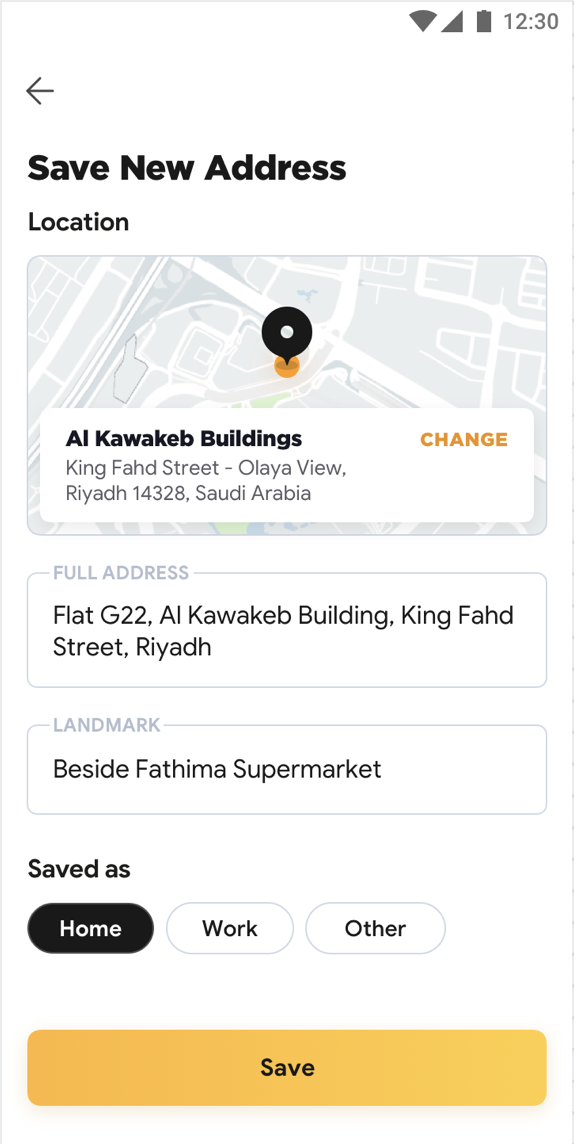 12:30
Save New Address
Location
Al Kawakeb Buildings
CHANGE
King Fahd Street - Olaya View,
Riyadh 14328, Saudi Arabia
FULL ADDRESS
Flat G22, Al Kawakeb Building, King Fahd
Street, Riyadh
LANDMARK
Beside Fathima Supermarket
Saved as
Home
Work
Other
Save